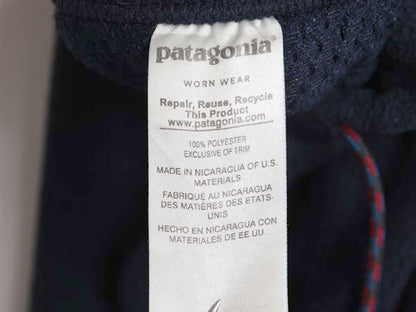 patagonia®
WORN WEAR
Repair, Reuse, Recycle
This Product
www.patagonia.com
100% POLYESTER
EXCLUSIVE OF TRIM
MADE IN NICARAGUA OF U.S.
MATERIALS
FABRIQUÉ AU NICARAGUA
DES MATIÈRES DES ETATS-
UNIS
HECHO EN NICARAGUA CON
MATERIALES DE EE.UU.